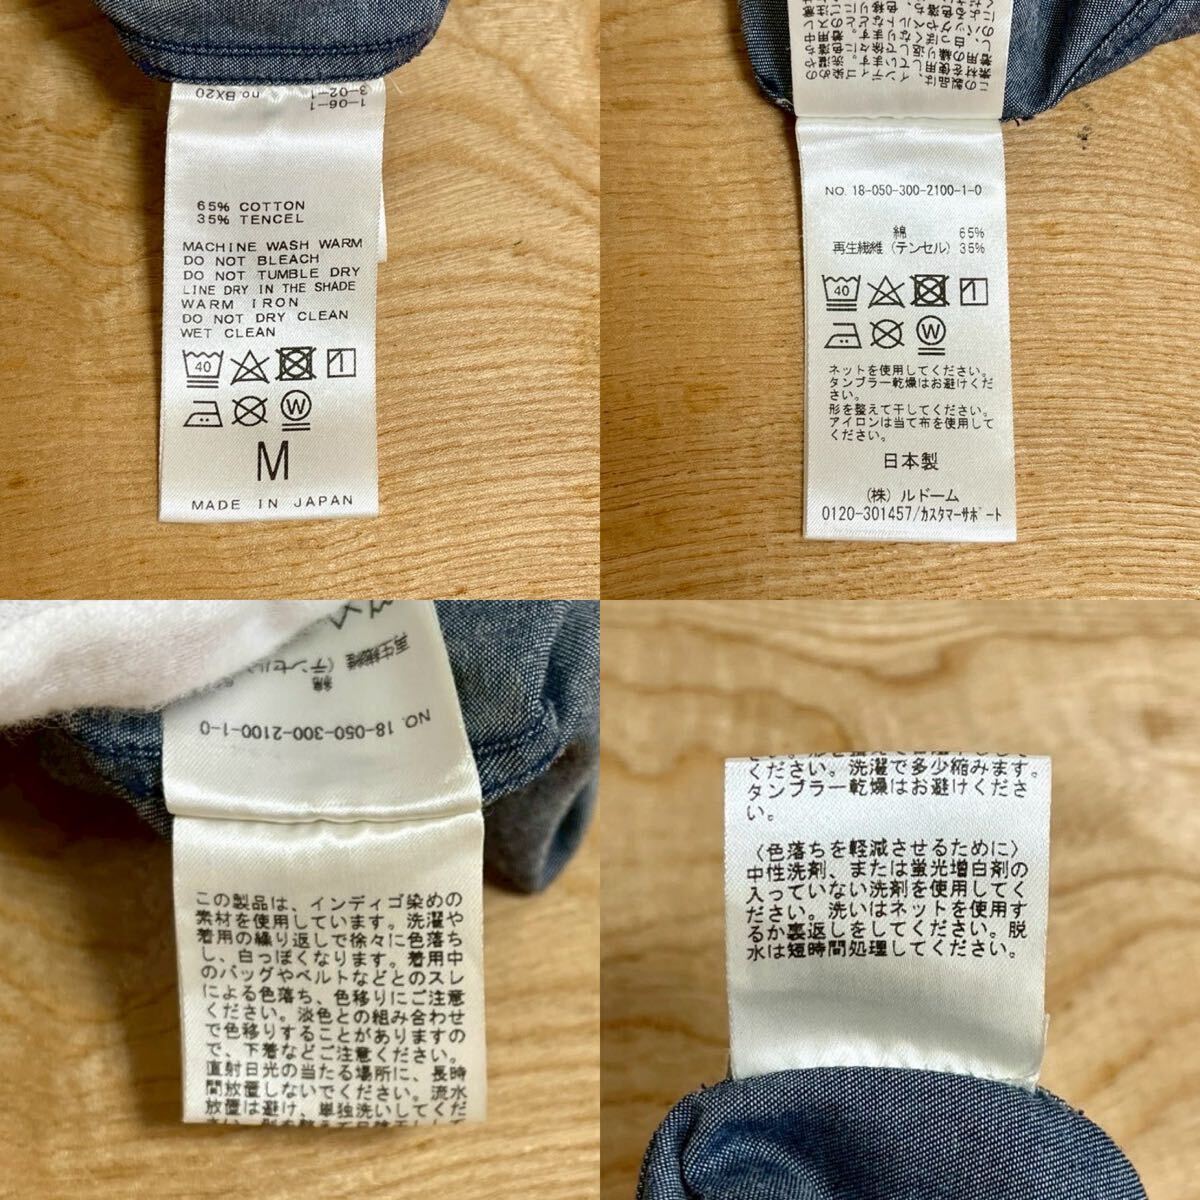 1-06-1
3-02-1
no. BX20
65% COTTON
35% TENCEL
MACHINE WASH WARM
DO NOT BLEACH
DO NOT TUMBLE DRY
LINE DRY IN THE SHADE
WARM IRON
DO NOT DRY CLEAN
WET CLEAN
40
W
M
MADE IN JAPAN
NO. 18-050-300-2100-1-0
綿 65%
再生繊維 (テンセル) 35%
40
W
ネットを使用してください。
タンブラー乾燥はお避けくだ
さい。
形を整えて干してください。
アイロンは当て布を使用して
ください。
日本製
(株) ルドーム
0120-301457/カスタマーサポート
再生繊維 (テンセル)
綿
NO. 18-050-300-2100-1-0
この製品は、インディゴ染めの
素材を使用しています。洗濯や
着用の繰り返しで徐々に色落ち
し、白っぽくなります。着用中
のバッグやベルトなどとのスレ
による色落ち、色移りにご注意
ください。淡色との組み合わせ
で色移りすることがありますの
で、下着などご注意ください。
直射日光の当たる場所に、長時
間放置しないでください。流水
放置は避け、単独洗いしてくだ
ください。洗濯で多少縮みます。
タンブラー乾燥はお避けくださ
い。
〈色落ちを軽減させるために〉
中性洗剤、または蛍光増白剤の
入っていない洗剤を使用してく
ださい。洗いはネットを使用す
るか裏返しをしてください。脱
水は短時間処理してください。